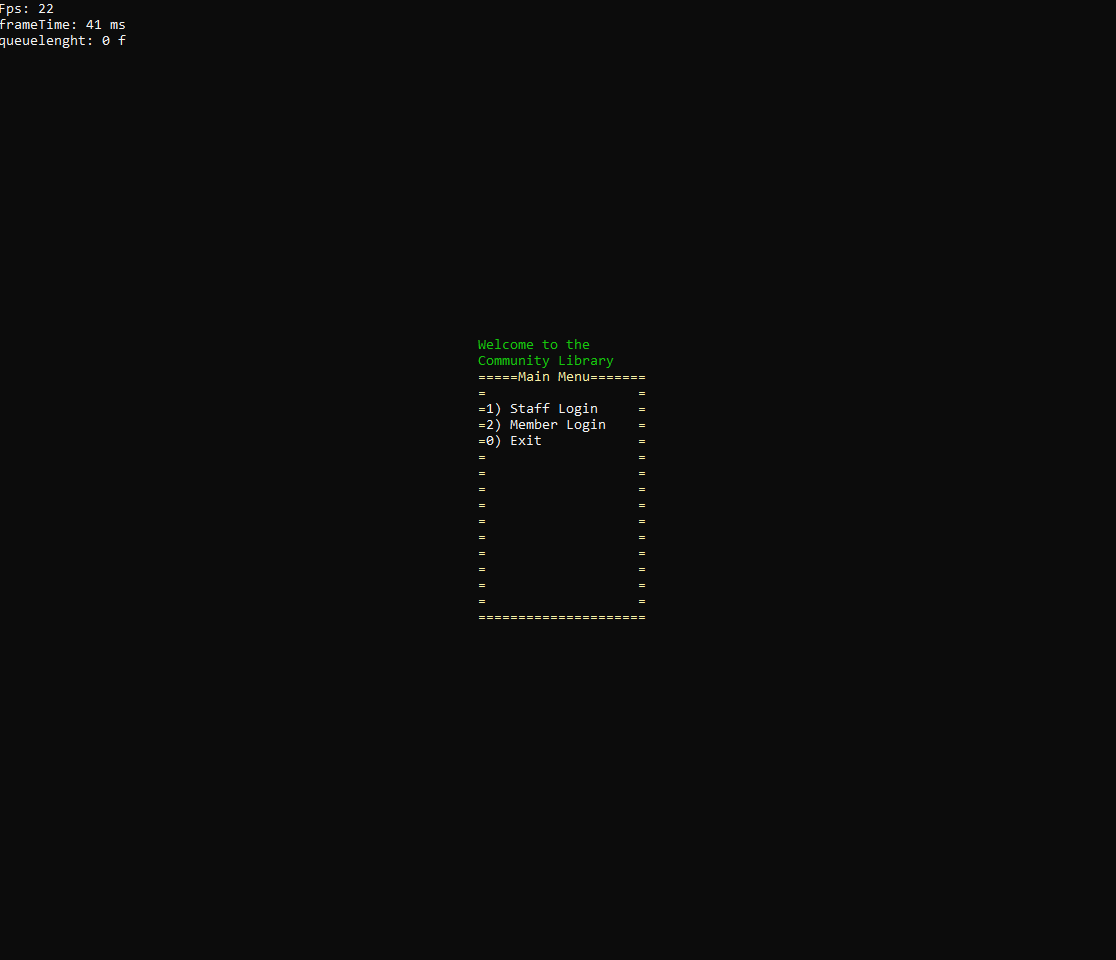 Fps: 22
frameTime: 41 ms
queuelenght: 0 f
Welcome to the
Community Library
=====Main Menu=======
=                   =
=1) Staff Login     =
=2) Member Login    =
=0) Exit            =
=                   =
=                   =
=                   =
=                   =
=                   =
=                   =
=                   =
=                   =
=                   =
=                   =
=====================